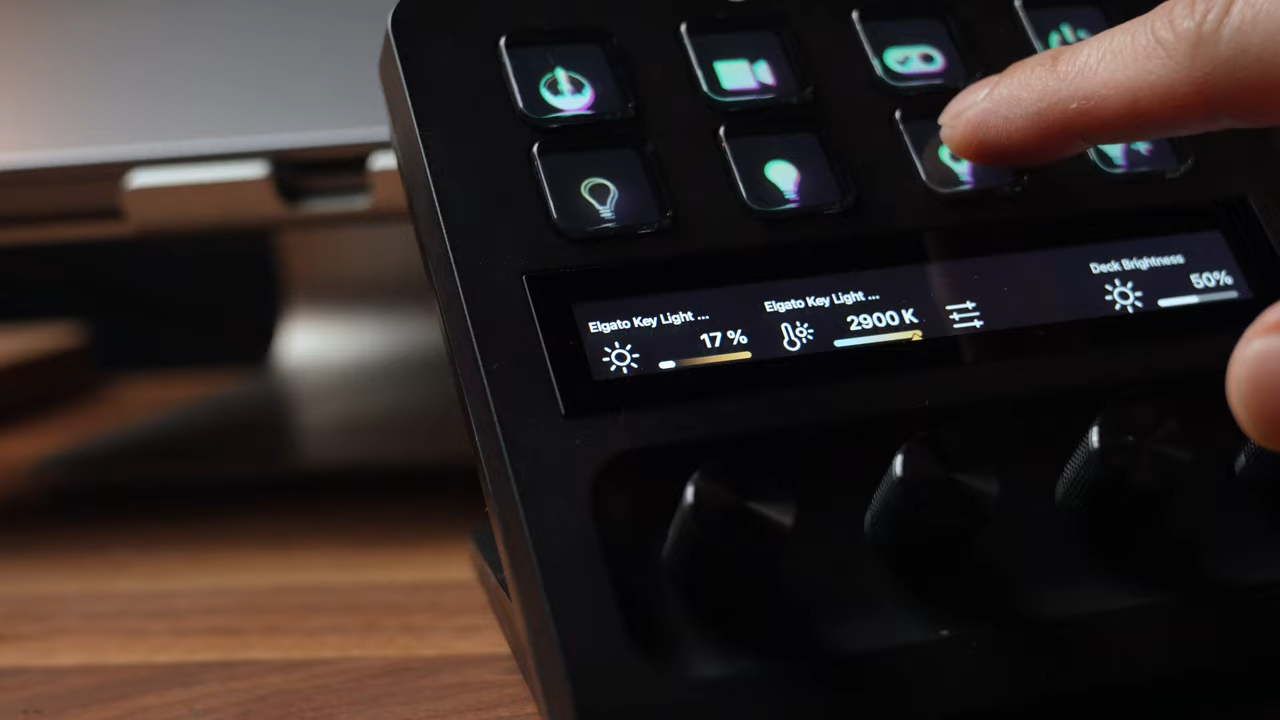 Elgato Key Light ...
17 %
Elgato Key Light ...
2900 K
Deck Brightness
50%